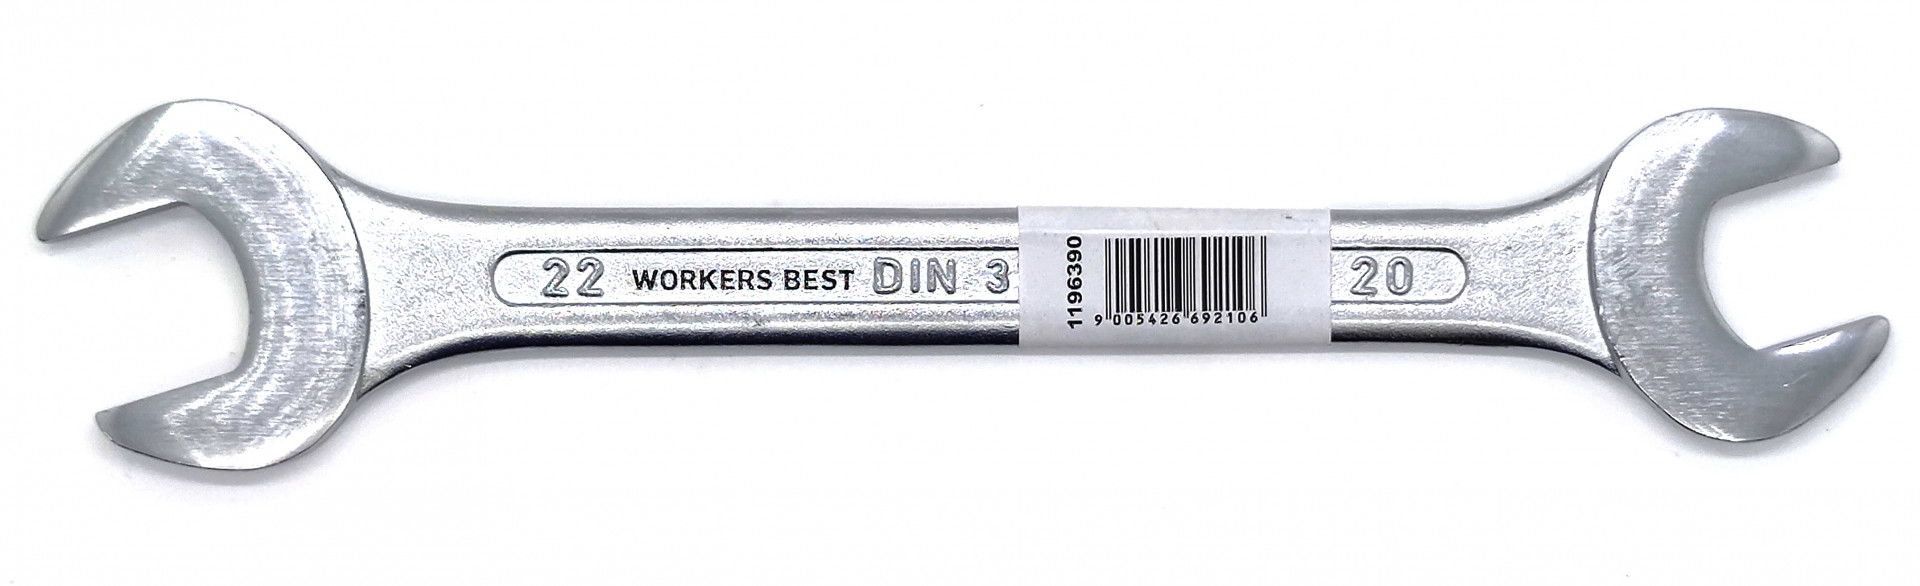 22 WORKERS BEST DIN 3
1196390
9 005426 692106
20